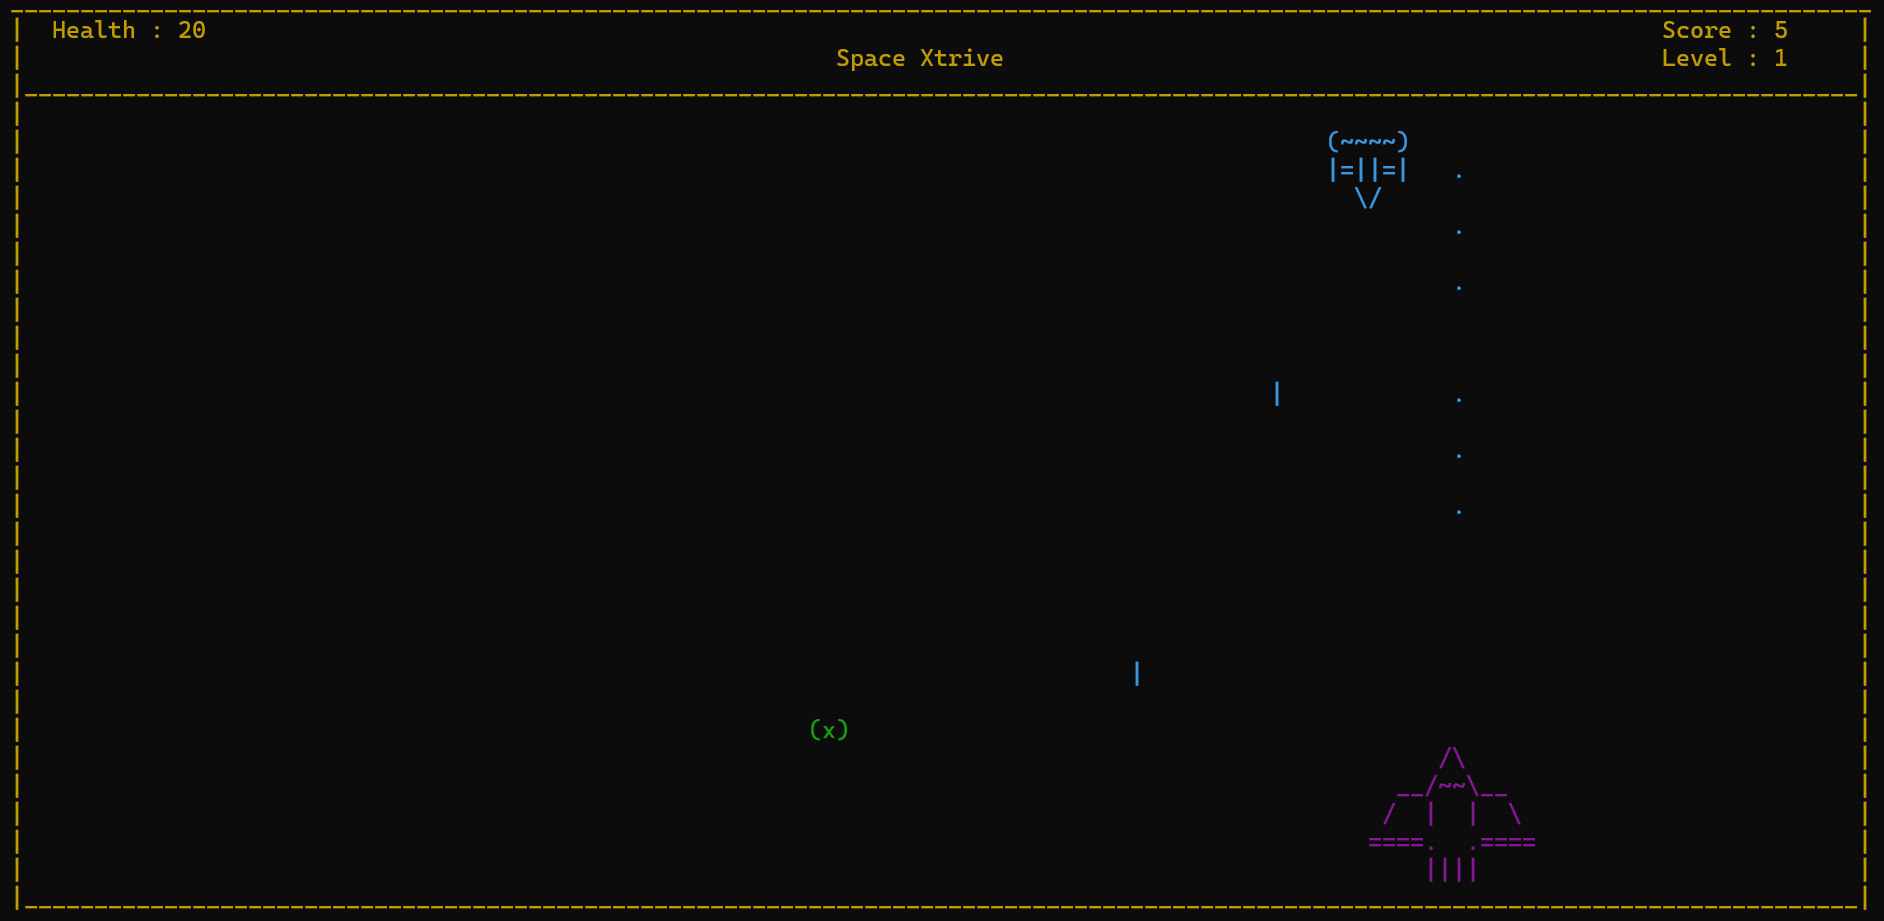 Health : 20
Score : 5
Space Xtrive
Level : 1
(x)